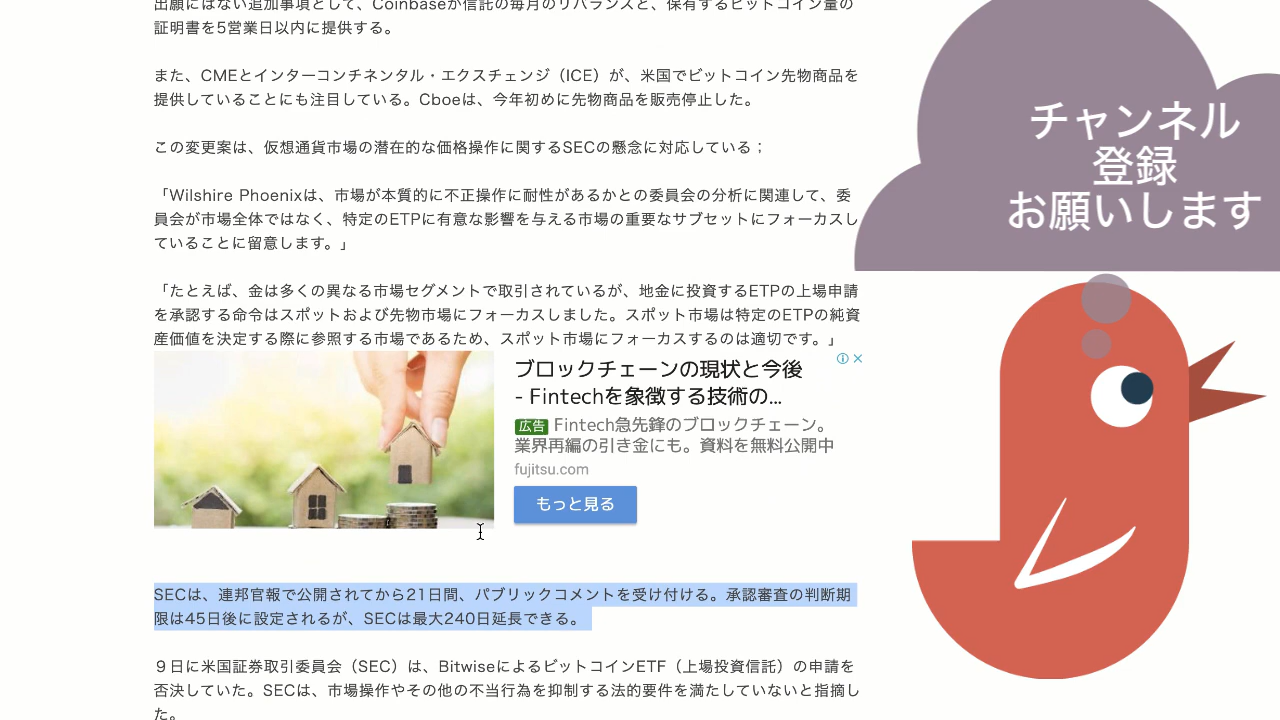 出願にはない追加事項として、Coinbaseが信託の毎月のリバランスと、保有するビットコイン量の
証明書を5営業日以内に提供する。
また、CMEとインターコンチネンタル・エクスチェンジ（ICE）が、米国でビットコイン先物商品を
提供していることにも注目している。Cboeは、今年初めに先物商品を販売停止した。
この変更案は、仮想通貨市場の潜在的な価格操作に関するSECの懸念に対応している；
「Wilshire Phoenixは、市場が本質的に不正操作に耐性があるかとの委員会の分析に関連して、委
員会が市場全体ではなく、特定のETPに有意な影響を与える市場の重要なサブセットにフォーカスし
ていることに留意します。」
「たとえば、金は多くの異なる市場セグメントで取引されているが、地金に投資するETPの上場申請
を承認する命令はスポットおよび先物市場にフォーカスしました。スポット市場は特定のETPの純資
産価値を決定する際に参照する市場であるため、スポット市場にフォーカスするのは適切です。」
ブロックチェーンの現状と今後
- Fintechを象徴する技術の...
広告 Fintech急先鋒のブロックチェーン。
業界再編の引き金にも。資料を無料公開中
fujitsu.com
もっと見る
SECは、連邦官報で公開されてから21日間、パブリックコメントを受け付ける。承認審査の判断期
限は45日後に設定されるが、SECは最大240日延長できる。
９日に米国証券取引委員会（SEC）は、BitwiseによるビットコインETF（上場投資信託）の申請を
否決していた。SECは、市場操作やその他の不当行為を抑制する法的要件を満たしていないと指摘し
た。
チャンネル
登録
お願いします